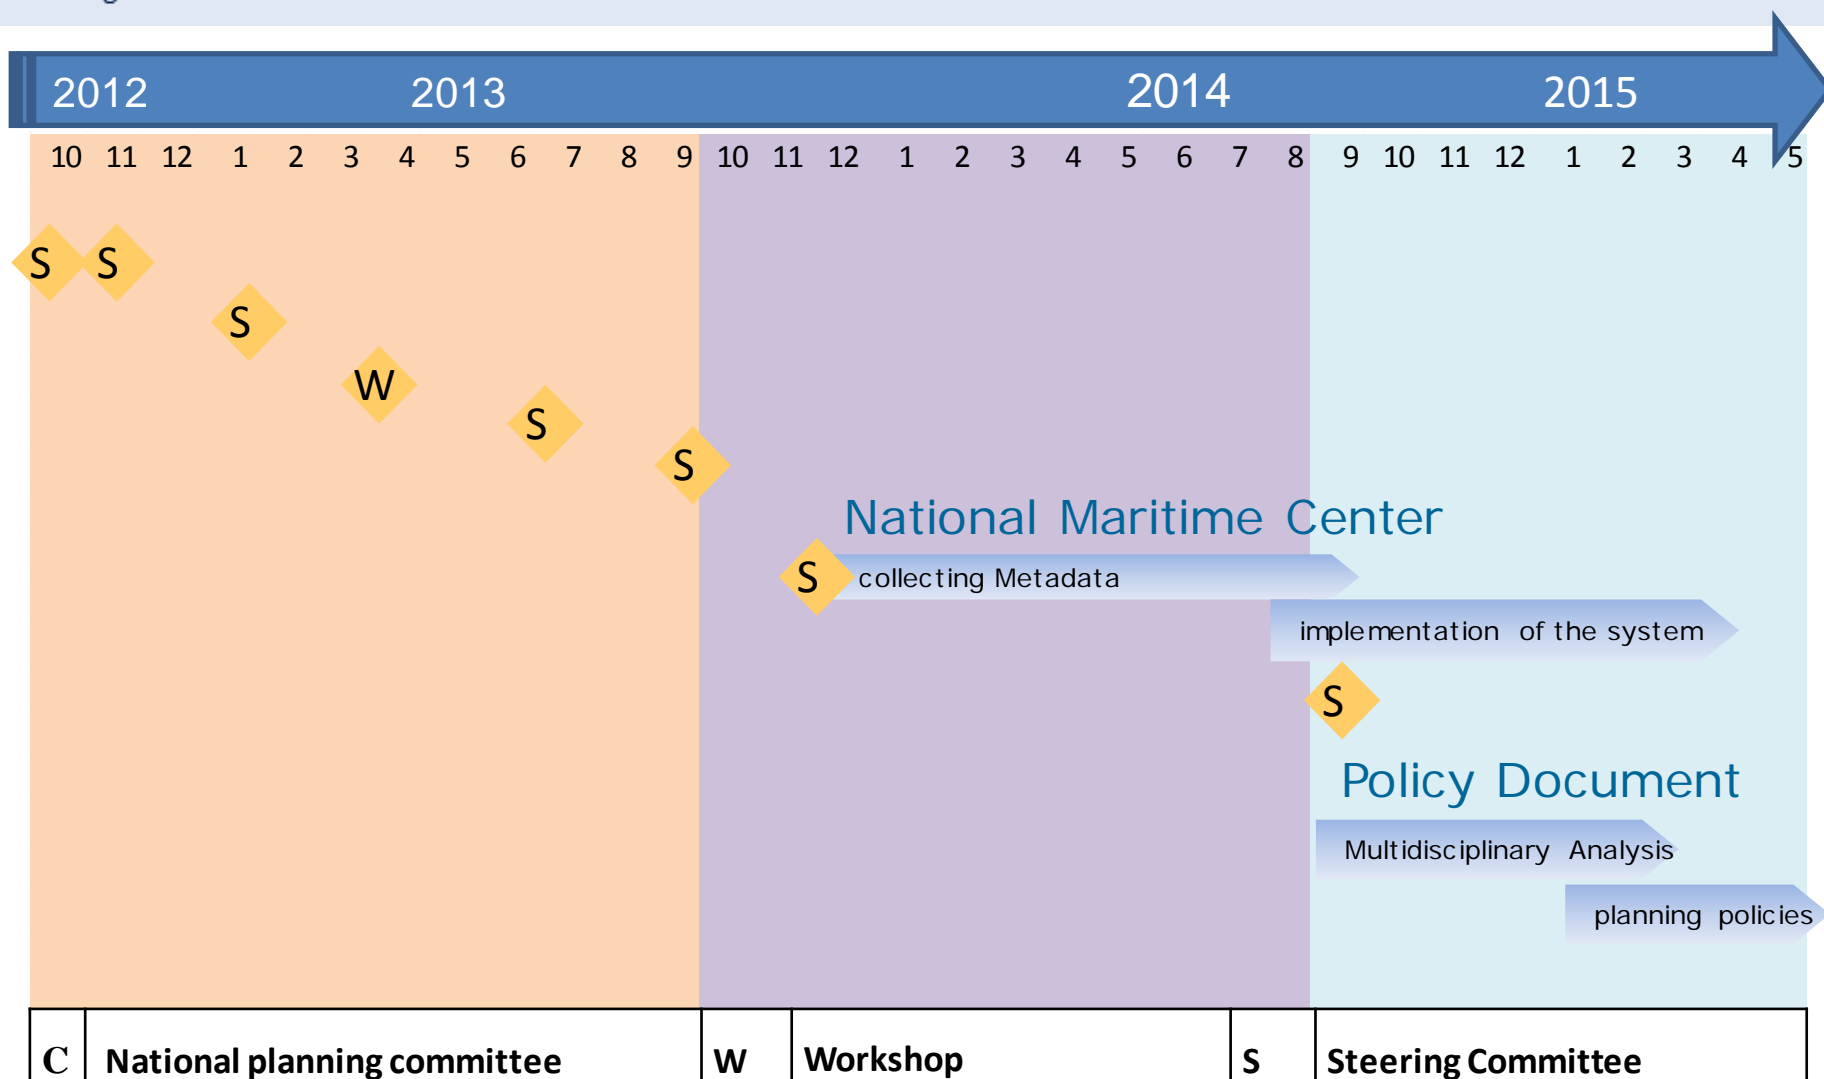 2012 2013 2014 2015
10 11 12 1 2 3 4 5 6 7 8 9 10 11 12 1 2 3 4 5 6 7 8 9 10 11 12 1 2 3 4 5
S S
S
W
S
S
National Maritime Center
S collecting Metadata
implementation of the system
S
Policy Document
Multidisciplinary Analysis
planning policies
C National planning committee W Workshop S Steering Committee